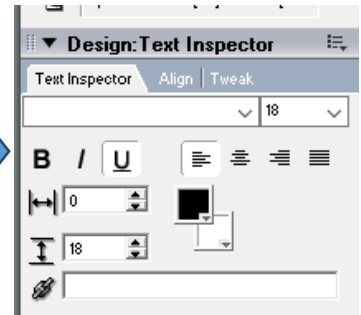 Design:Text Inspector
Text Inspector Align Tweak
18
B I U
0
18